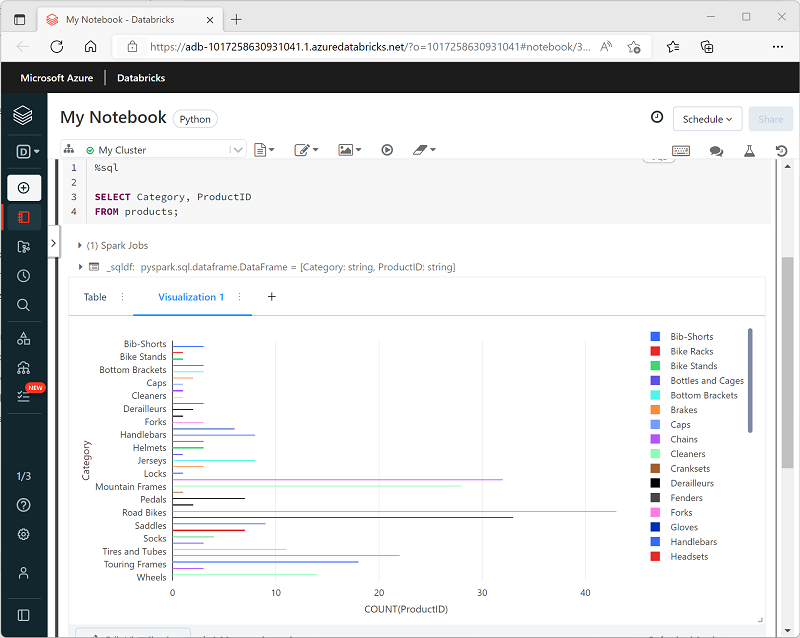 My Notebook - Databricks
https://adb-1017258630931041.1.azuredatabricks.net/?o=1017258630931041#notebook/3...
Microsoft Azure Databricks
My Notebook Python
Schedule Share
D My Cluster
1 %sql
2
3 SELECT Category, ProductID
4 FROM products;
(1) Spark Jobs
_sqldf: pyspark.sql.dataframe.DataFrame = [Category: string, ProductID: string]
Table Visualization 1 +
NEW
1/3
Category
Bib-Shorts
Bike Stands
Bottom Brackets
Caps
Cleaners
Derailleurs
Forks
Handlebars
Helmets
Jerseys
Locks
Mountain Frames
Pedals
Road Bikes
Saddles
Socks
Tires and Tubes
Touring Frames
Wheels
0 10 20 30 40
COUNT(ProductID)
Bib-Shorts
Bike Racks
Bike Stands
Bottles and Cages
Bottom Brackets
Brakes
Caps
Chains
Cleaners
Cranksets
Derailleurs
Fenders
Forks
Gloves
Handlebars
Headsets